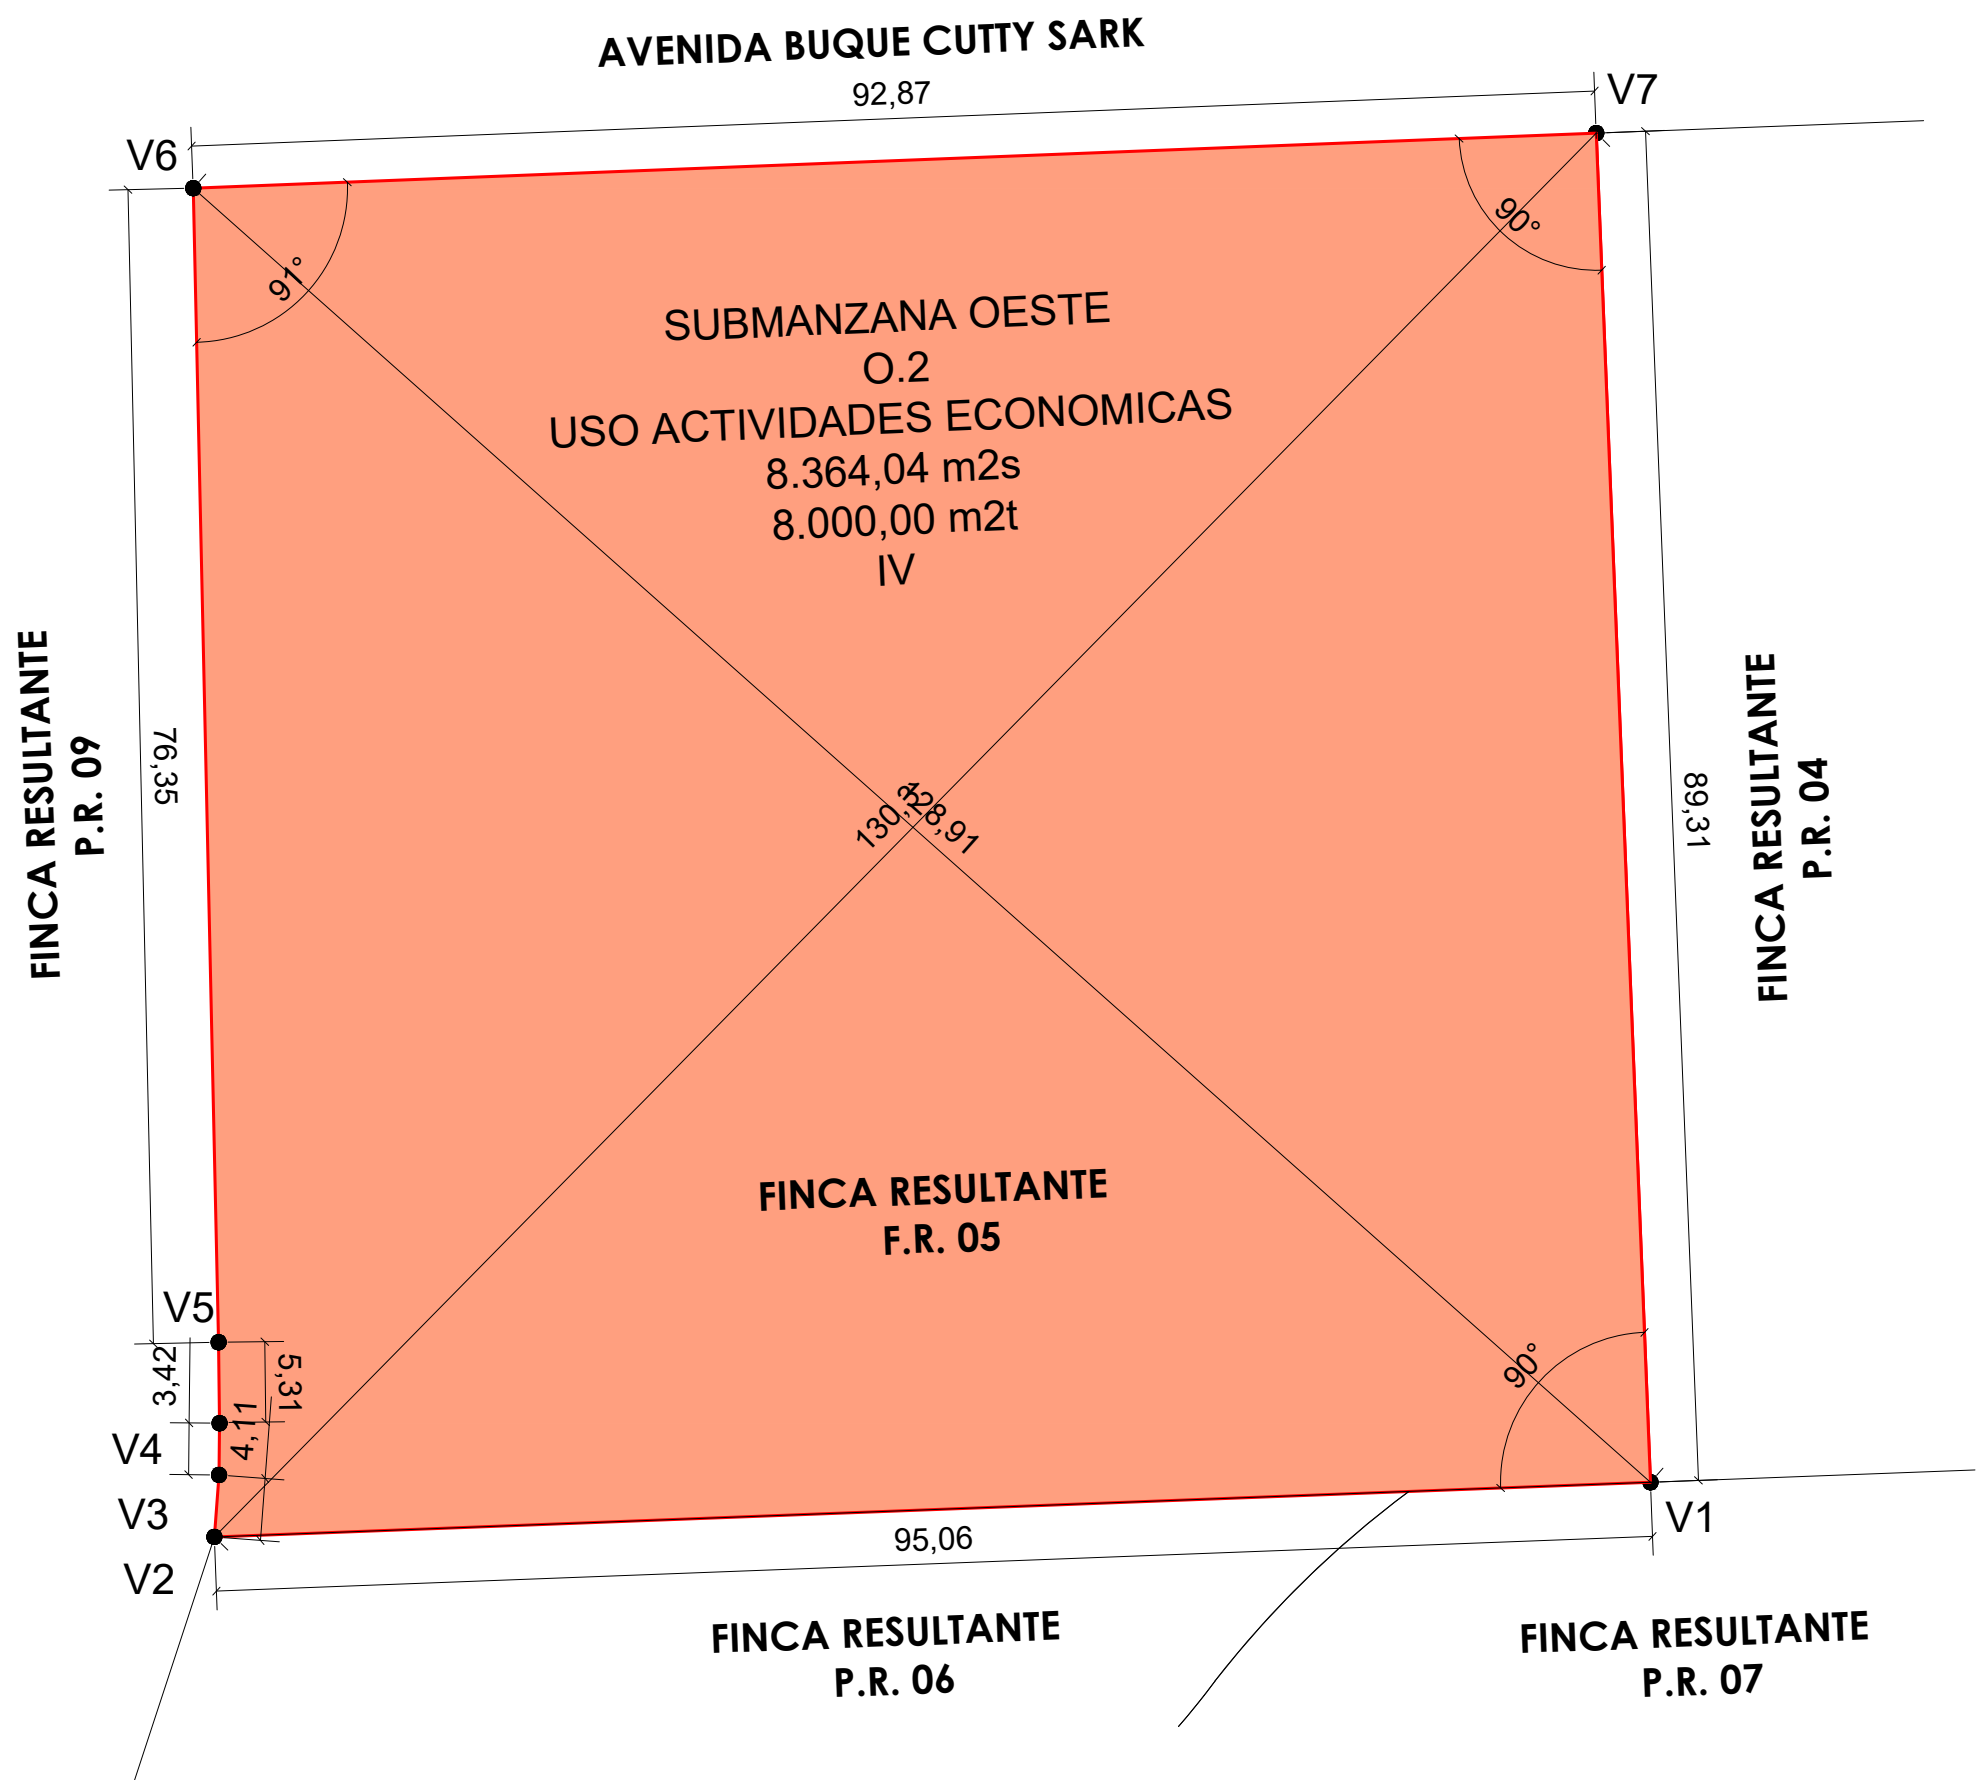 AVENIDA BUQUE CUTTY SARK
92,87
V7
V6
90°
91°
SUBMANZANA OESTE
O.2
USO ACTIVIDADES ECONOMICAS
8.364,04 m2s
8.000,00 m2t
IV
FINCA RESULTANTE
P.R. 09
76,35
128,91
89,31
FINCA RESULTANTE
P.R. 04
FINCA RESULTANTE
F.R. 05
V5
3,42
5,31
4,11
V4
V3
V2
90°
V1
95,06
FINCA RESULTANTE
P.R. 06
FINCA RESULTANTE
P.R. 07